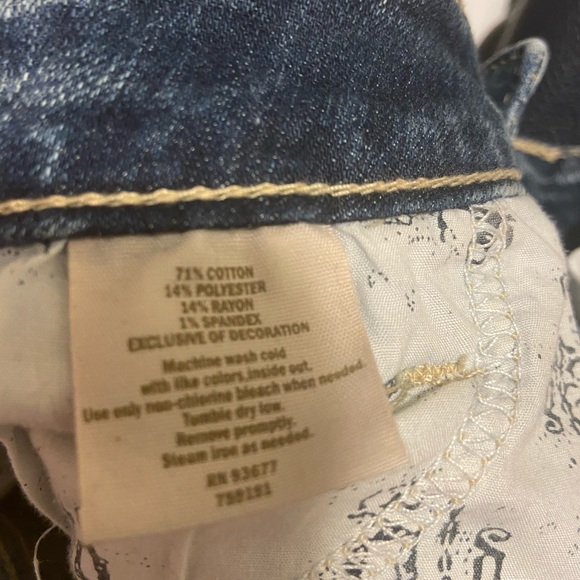 71% COTTON
14% POLYESTER
14% RAYON
1% SPANDEX
EXCLUSIVE OF DECORATION
Machine wash cold
with like colors, inside out.
Use only non-chlorine bleach when needed.
Tumble dry low.
Remove promptly.
Steam iron as needed.
RN 93677